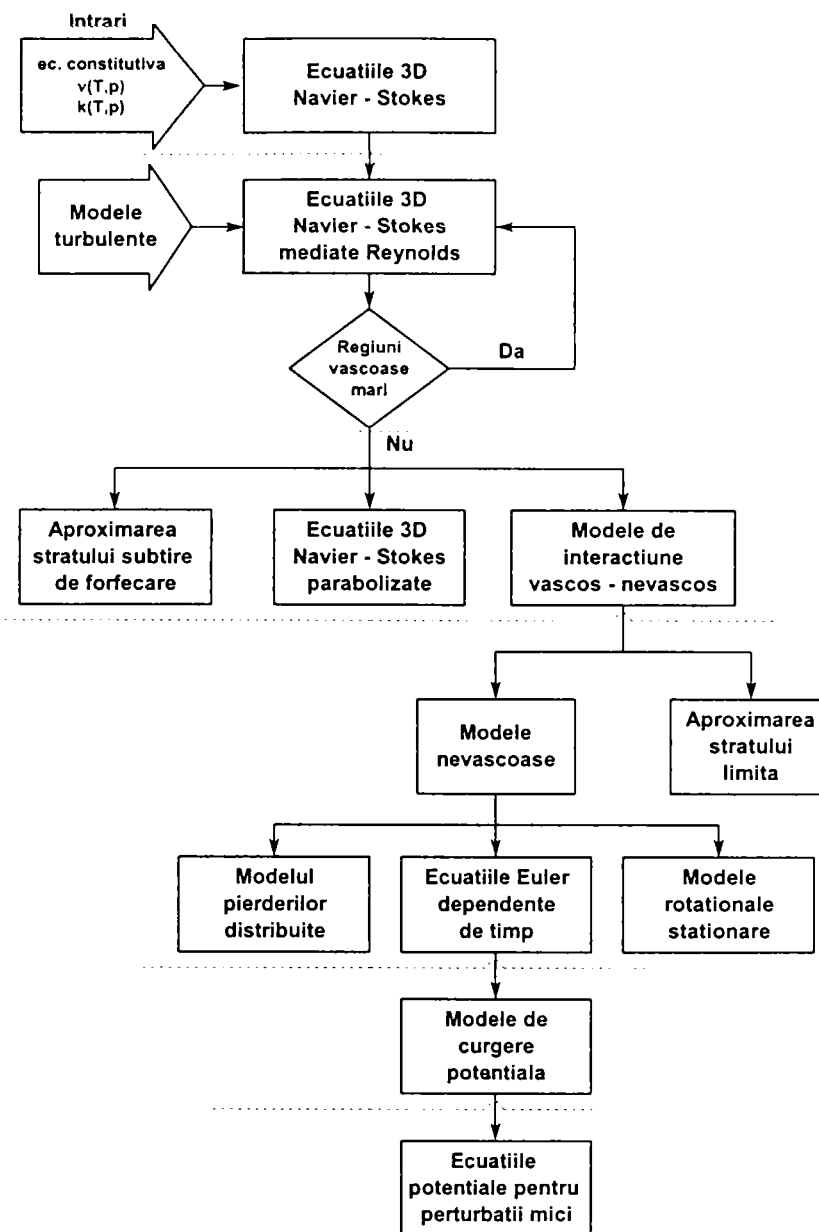 Intrari
ec. constitutiva
ν(T,p)
k(T,p)
Ecuatiile 3D
Navier - Stokes
Modele
turbulente
Ecuatiile 3D
Navier - Stokes
mediate Reynolds
Regiuni
vascoase
mari
Da
Nu
Aproximarea
stratului subtire
de forfecare
Ecuatiile 3D
Navier - Stokes
parabolizate
Modele de
interactiune
vascos - nevascos
Modele
nevascoase
Aproximarea
stratului
limita
Modelul
pierderilor
distribuite
Ecuatiile Euler
dependente
de timp
Modele
rotationale
stationare
Modele de
curgere
potentiala
Ecuatiile
potentiale pentru
perturbatii mici